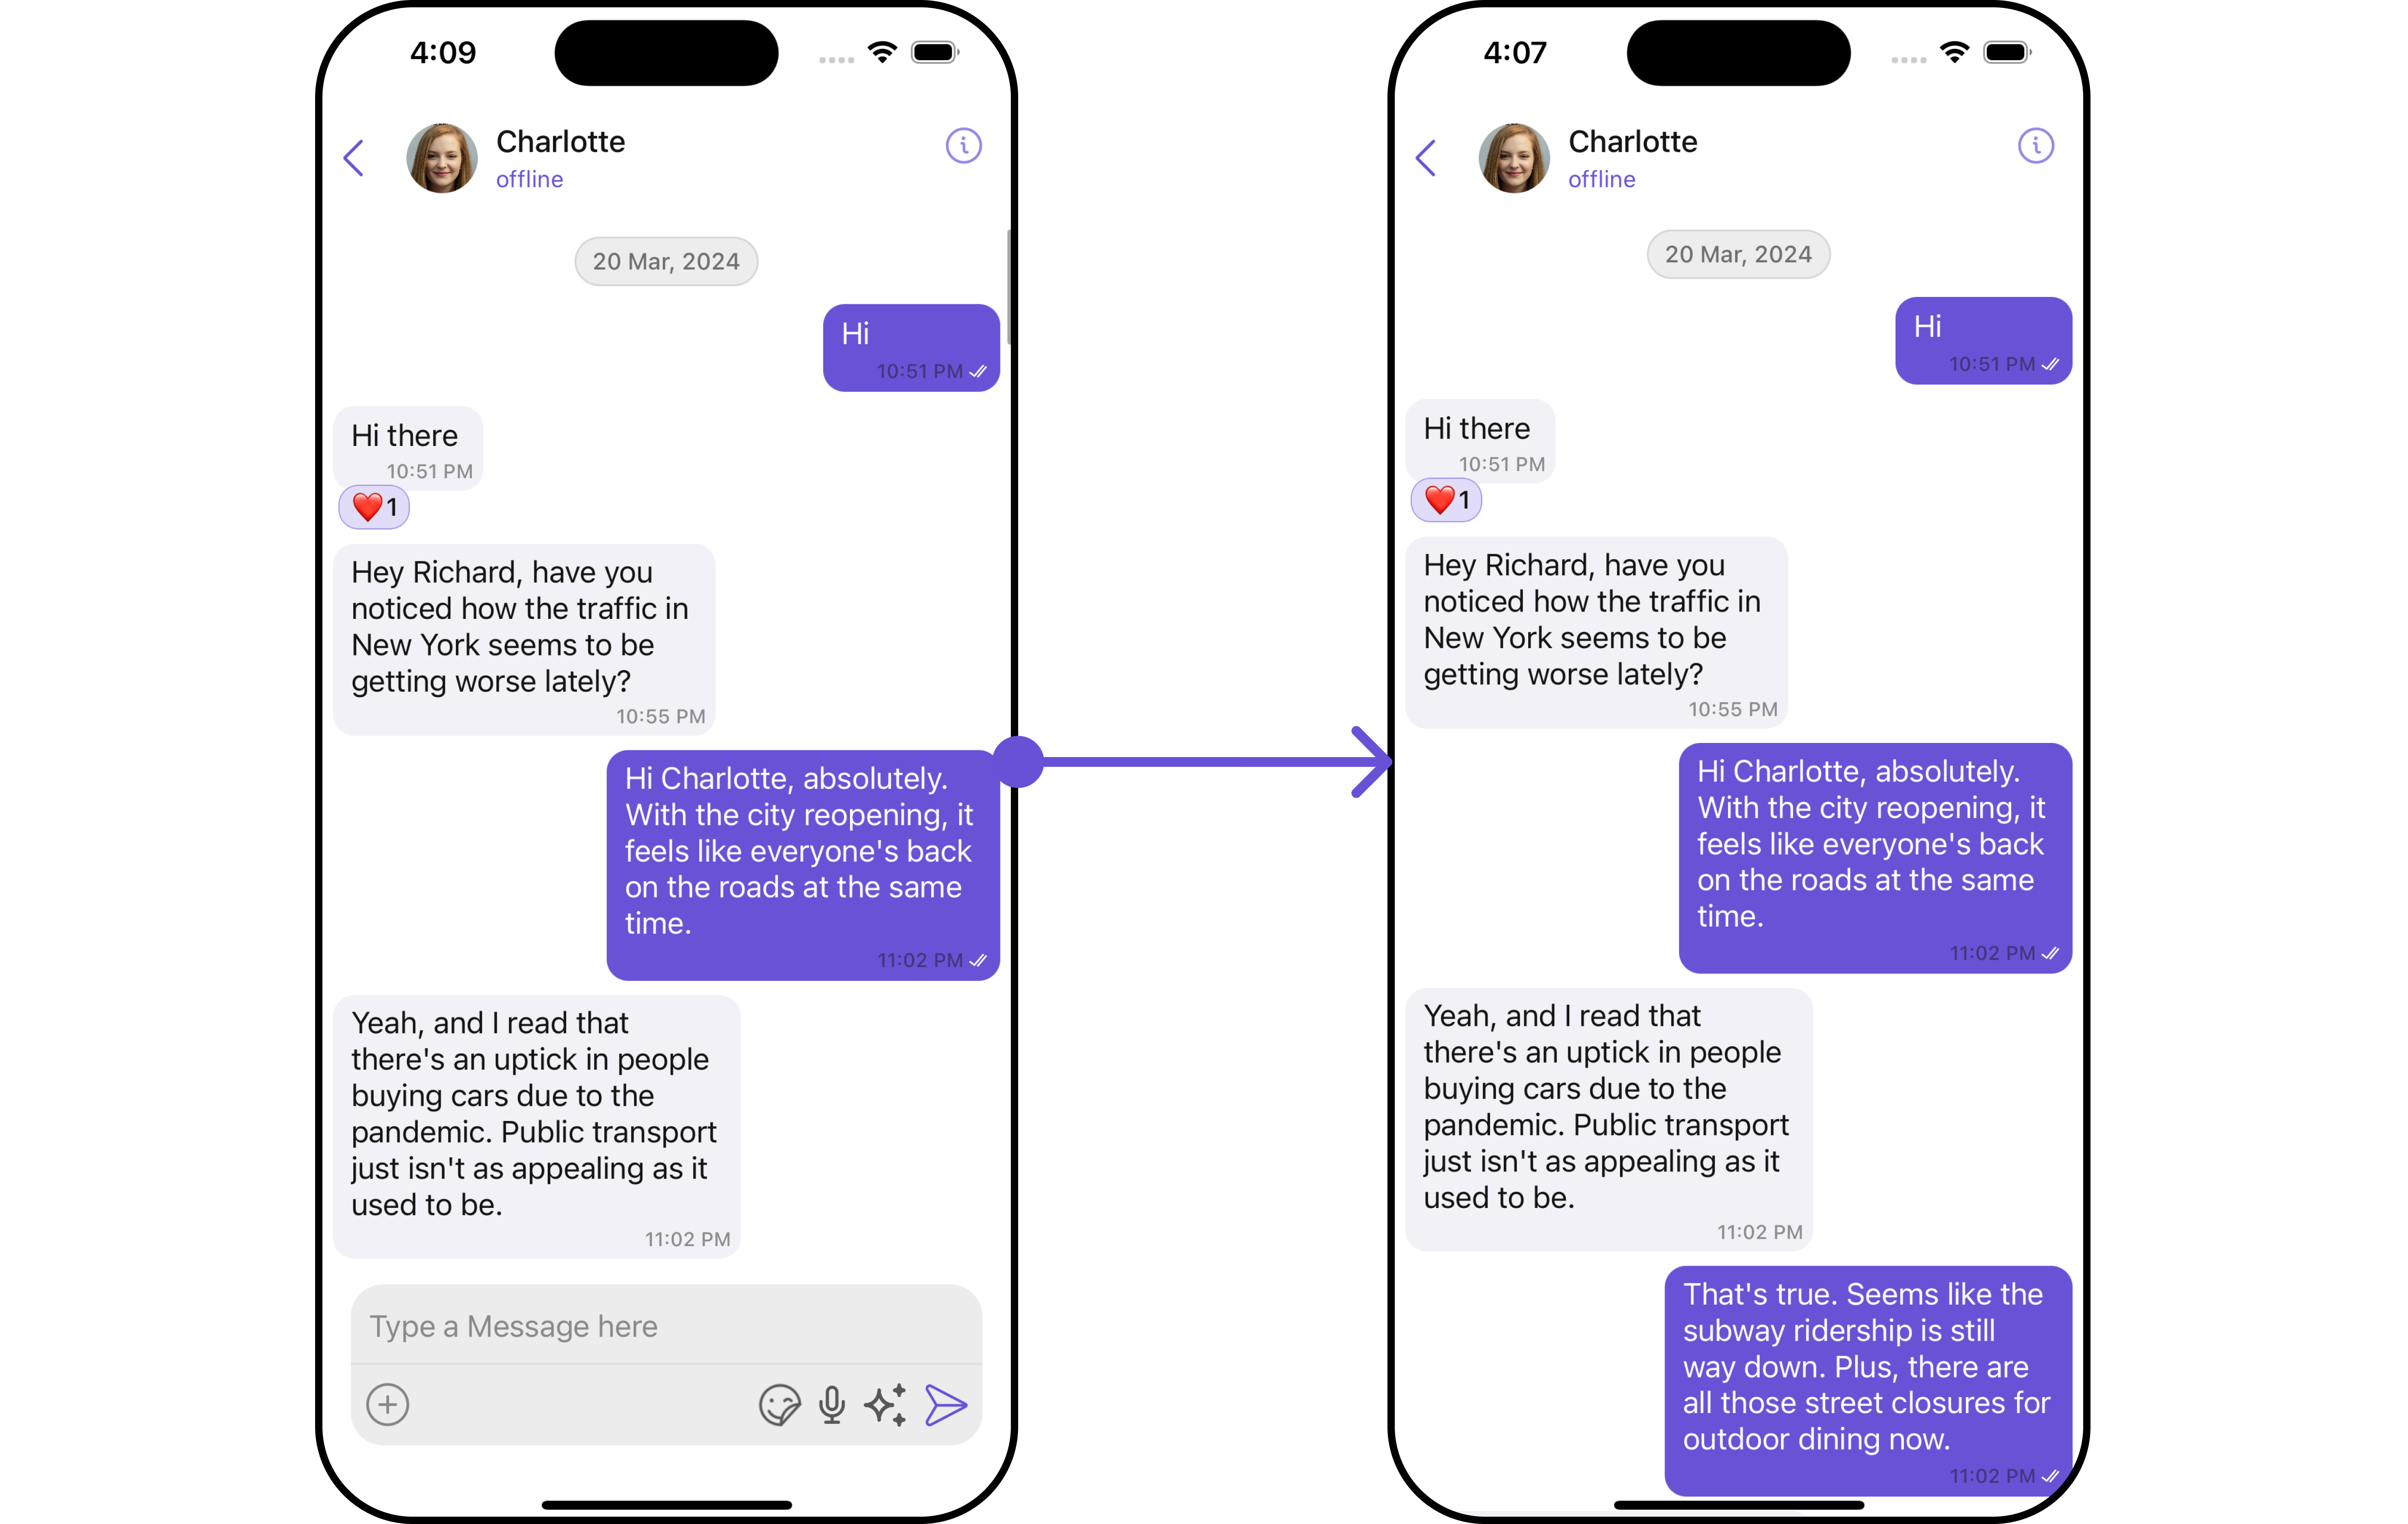 4:09
Charlotte
offline
20 Mar, 2024
Hi
10:51 PM
Hi there
10:51 PM
❤️1
Hey Richard, have you
noticed how the traffic in
New York seems to be
getting worse lately?
10:55 PM
Hi Charlotte, absolutely.
With the city reopening, it
feels like everyone's back
on the roads at the same
time.
11:02 PM
Yeah, and I read that
there's an uptick in people
buying cars due to the
pandemic. Public transport
just isn't as appealing as it
used to be.
11:02 PM
Type a Message here
4:07
Charlotte
offline
20 Mar, 2024
Hi
10:51 PM
Hi there
10:51 PM
❤️1
Hey Richard, have you
noticed how the traffic in
New York seems to be
getting worse lately?
10:55 PM
Hi Charlotte, absolutely.
With the city reopening, it
feels like everyone's back
on the roads at the same
time.
11:02 PM
Yeah, and I read that
there's an uptick in people
buying cars due to the
pandemic. Public transport
just isn't as appealing as it
used to be.
11:02 PM
That's true. Seems like the
subway ridership is still
way down. Plus, there are
all those street closures for
outdoor dining now.
11:02 PM